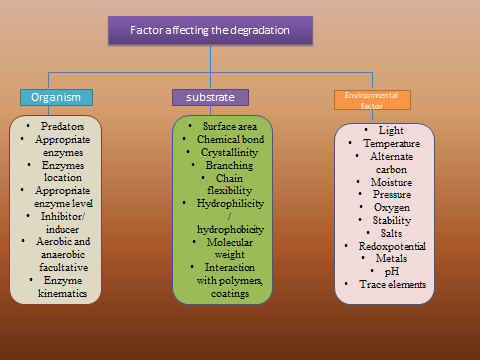 Factor affecting the degradation
Organism
• Predators
• Appropriate
enzymes
• Enzymes
location
• Appropriate
enzyme level
• Inhibitor/
inducer
• Aerobic and
anaerobic
facultative
• Enzyme
kinematics
substrate
• Surface area
• Chemical bond
• Crystallinity
• Branching
• Chain
flexibility
• Hydrophilicity
/
hydrophobicity
• Molecular
weight
• Interaction
with polymers,
coatings
Environmental
factor
• Light
• Temperature
• Alternate
carbon
• Moisture
• Pressure
• Oxygen
• Stability
• Salts
• Redoxpotential
• Metals
• pH
• Trace elements